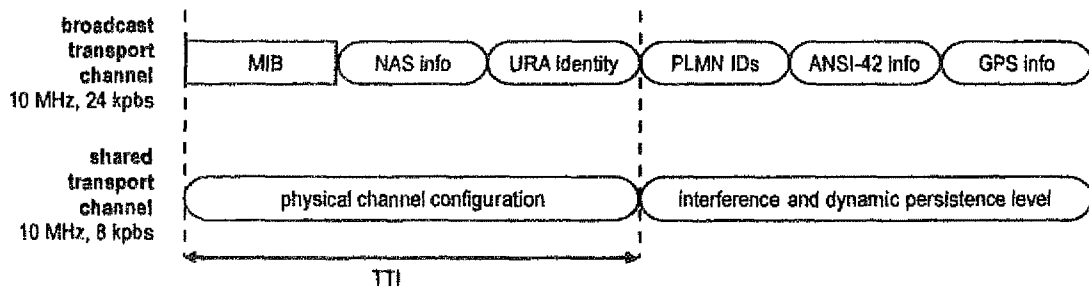 broadcast
transport
channel
10 MHz, 24 kpbs
MIB
NAS info
URA Identity
PLMN IDs
ANSI-42 info
GPS info
shared
transport
channel
10 MHz, 8 kpbs
physical channel configuration
interference and dynamic persistence level
TTI